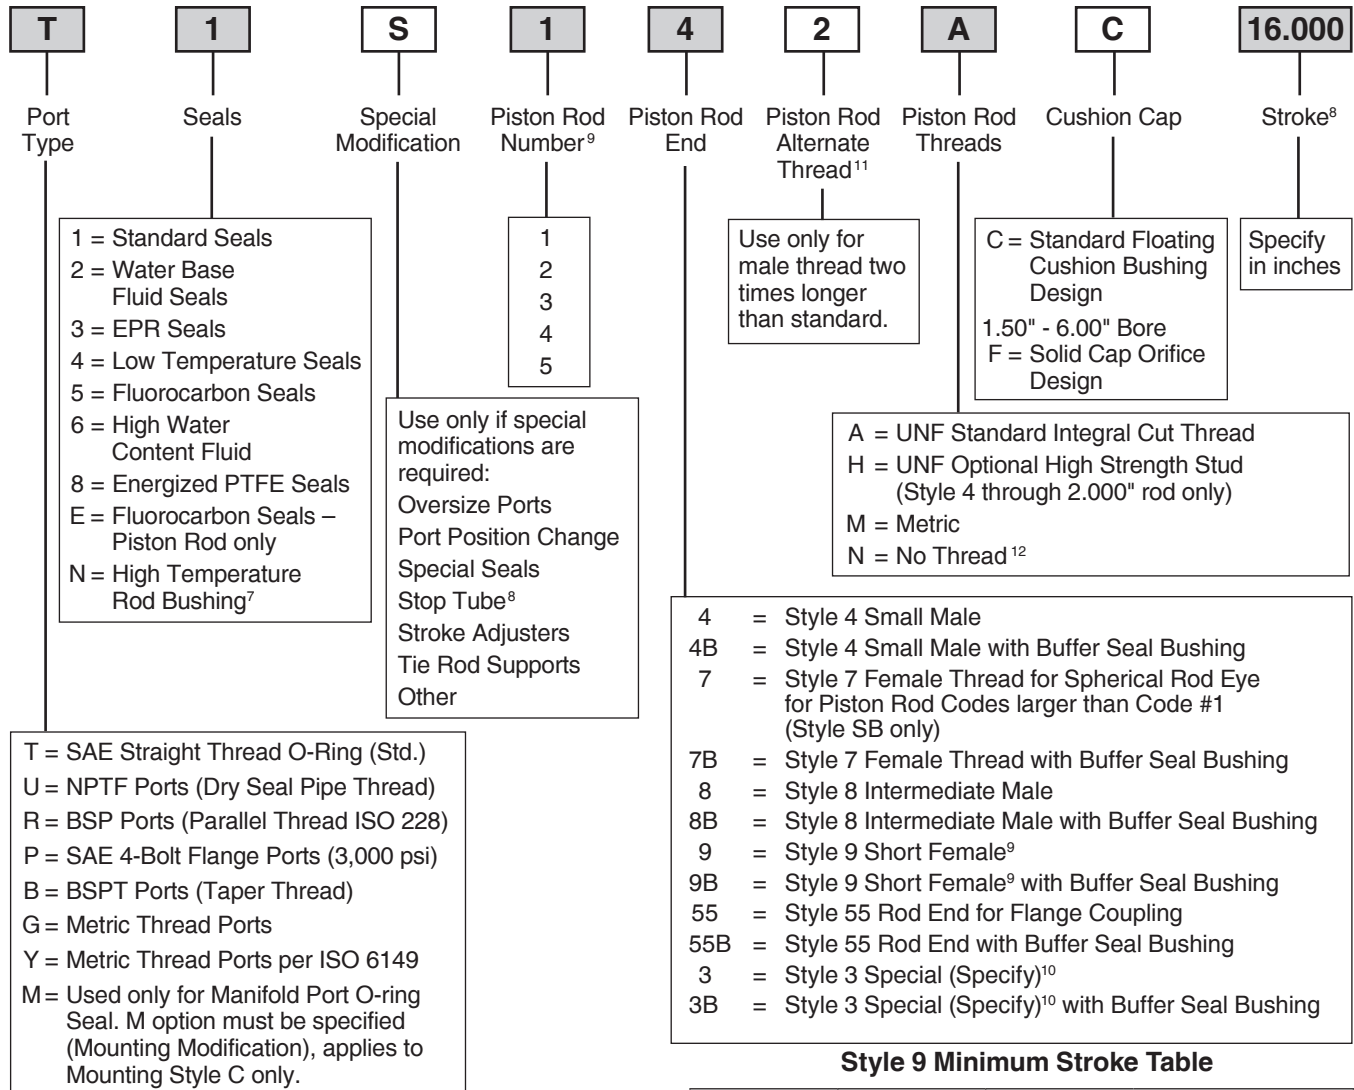 T 1 S 1 4 2 A C 16.000
Port
Type
Seals
Special
Modification
Piston Rod
Number⁹
Piston Rod
End
Piston Rod
Alternate
Thread¹¹
Piston Rod
Threads
Cushion Cap
Stroke⁸
1 = Standard Seals
2 = Water Base
Fluid Seals
3 = EPR Seals
4 = Low Temperature Seals
5 = Fluorocarbon Seals
6 = High Water
Content Fluid
8 = Energized PTFE Seals
E = Fluorocarbon Seals –
Piston Rod only
N = High Temperature
Rod Bushing⁷
1
2
3
4
5
Use only for
male thread two
times longer
than standard.
C = Standard Floating
Cushion Bushing
Design
1.50" - 6.00" Bore
F = Solid Cap Orifice
Design
Specify
in inches
Use only if special
modifications are
required:
Oversize Ports
Port Position Change
Special Seals
Stop Tube⁸
Stroke Adjusters
Tie Rod Supports
Other
A = UNF Standard Integral Cut Thread
H = UNF Optional High Strength Stud
(Style 4 through 2.000" rod only)
M = Metric
N = No Thread¹²
4 = Style 4 Small Male
4B = Style 4 Small Male with Buffer Seal Bushing
7 = Style 7 Female Thread for Spherical Rod Eye
for Piston Rod Codes larger than Code #1
(Style SB only)
7B = Style 7 Female Thread with Buffer Seal Bushing
8 = Style 8 Intermediate Male
8B = Style 8 Intermediate Male with Buffer Seal Bushing
9 = Style 9 Short Female⁹
9B = Style 9 Short Female⁹ with Buffer Seal Bushing
55 = Style 55 Rod End for Flange Coupling
55B = Style 55 Rod End with Buffer Seal Bushing
3 = Style 3 Special (Specify)¹⁰
3B = Style 3 Special (Specify)¹⁰ with Buffer Seal Bushing
T = SAE Straight Thread O-Ring (Std.)
U = NPTF Ports (Dry Seal Pipe Thread)
R = BSP Ports (Parallel Thread ISO 228)
P = SAE 4-Bolt Flange Ports (3,000 psi)
B = BSPT Ports (Taper Thread)
G = Metric Thread Ports
Y = Metric Thread Ports per ISO 6149
M = Used only for Manifold Port O-ring
Seal. M option must be specified
(Mounting Modification), applies to
Mounting Style C only.
Style 9 Minimum Stroke Table